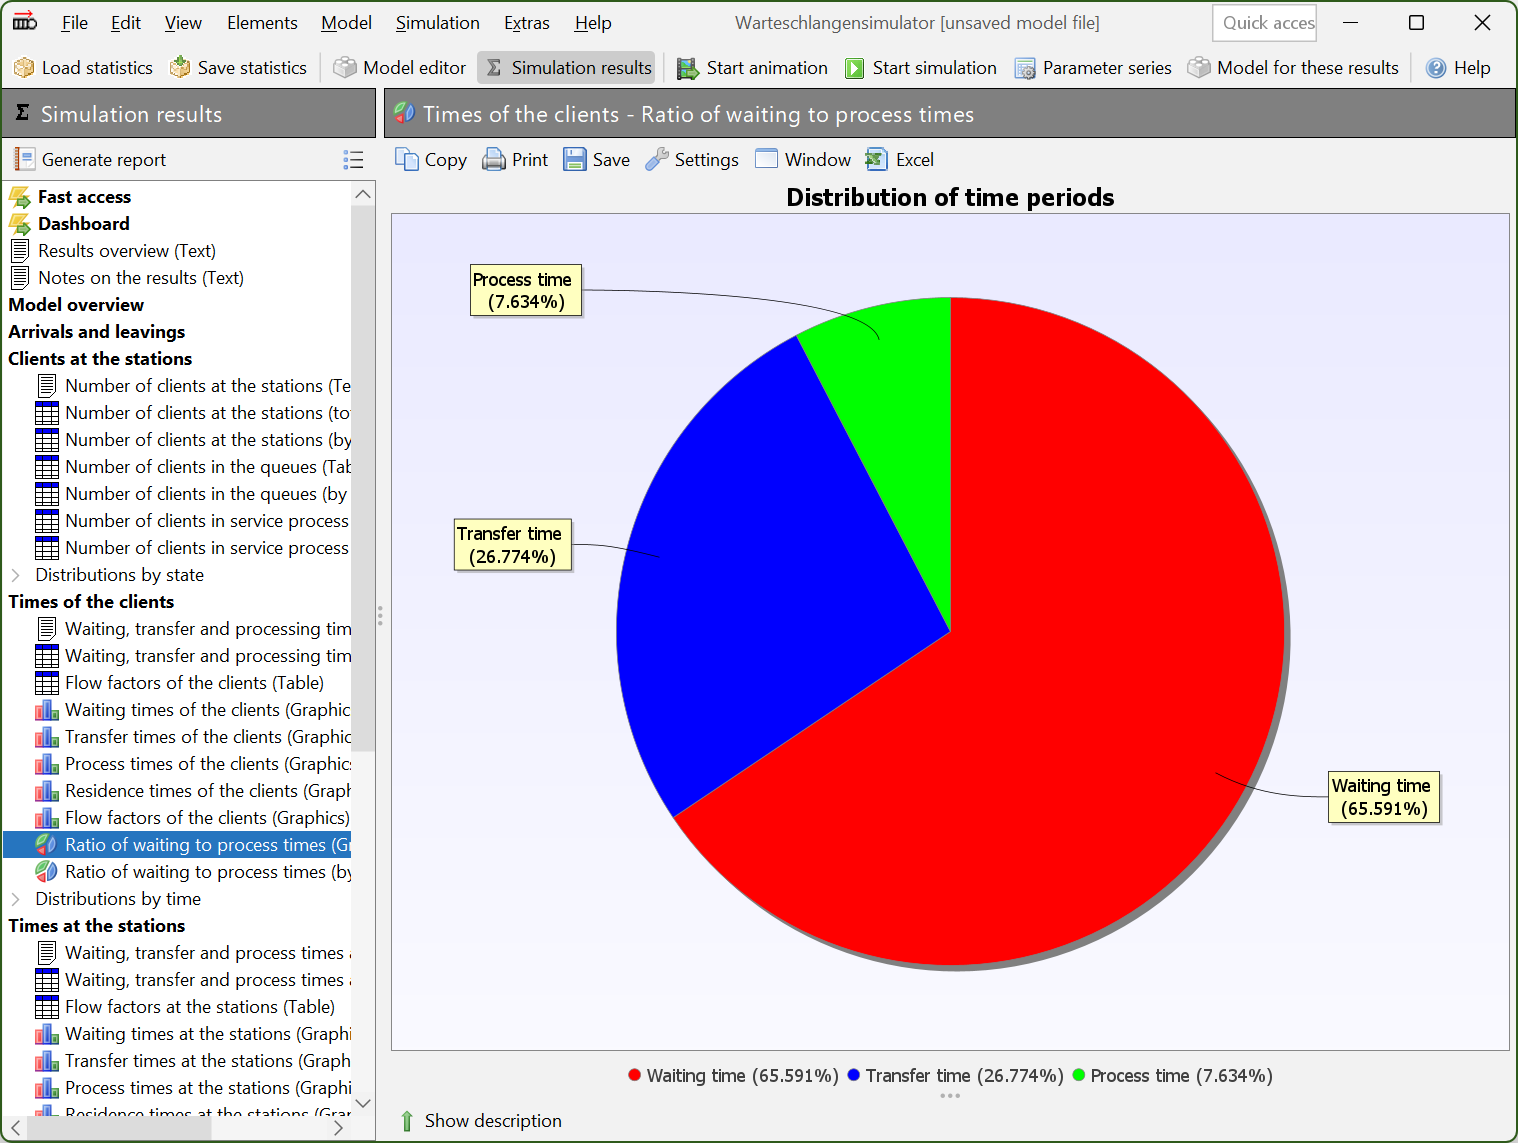 File Edit View Elements Model Simulation Extras Help Warteschlangensimulator [unsaved model file] Quick acces
Load statistics Save statistics Model editor Σ Simulation results Start animation Start simulation Parameter series Model for these results Help
Σ Simulation results
Times of the clients - Ratio of waiting to process times
Generate report
Copy Print Save Settings Window Excel
Fast access
Dashboard
Results overview (Text)
Notes on the results (Text)
Model overview
Arrivals and leavings
Clients at the stations
Number of clients at the stations (Te
Number of clients at the stations (to
Number of clients at the stations (by
Number of clients in the queues (Tab
Number of clients in the queues (by
Number of clients in service process
Number of clients in service process
Distributions by state
Times of the clients
Waiting, transfer and processing tim
Waiting, transfer and processing tim
Flow factors of the clients (Table)
Waiting times of the clients (Graphic
Transfer times of the clients (Graphic
Process times of the clients (Graphics
Residence times of the clients (Graph
Flow factors of the clients (Graphics)
Ratio of waiting to process times (Gr
Ratio of waiting to process times (by
Distributions by time
Times at the stations
Waiting, transfer and process times
Waiting, transfer and process times
Flow factors at the stations (Table)
Waiting times at the stations (Graphi
Transfer times at the stations (Graph
Process times at the stations (Graphi
Residence times at the stations (Grap
Distribution of time periods
Process time
(7.634%)
Transfer time
(26.774%)
Waiting time
(65.591%)
Waiting time (65.591%) Transfer time (26.774%) Process time (7.634%)
Show description